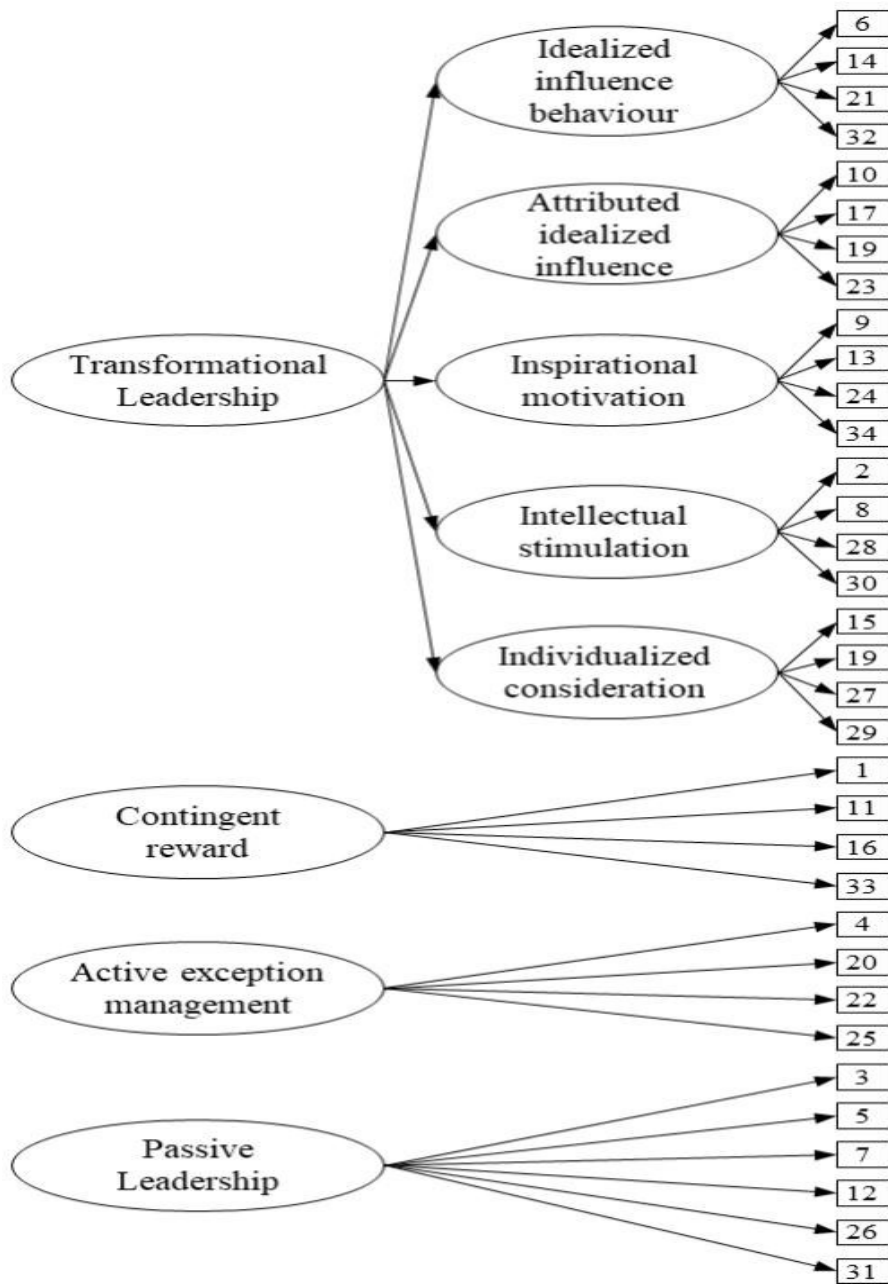 Idealized
influence
behaviour
6
14
21
32
Attributed
idealized
influence
10
17
19
23
Transformational
Leadership
Inspirational
motivation
9
13
24
34
Intellectual
stimulation
2
8
28
30
Individualized
consideration
15
19
27
29
Contingent
reward
1
11
16
33
Active exception
management
4
20
22
25
Passive
Leadership
3
5
7
12
26
31